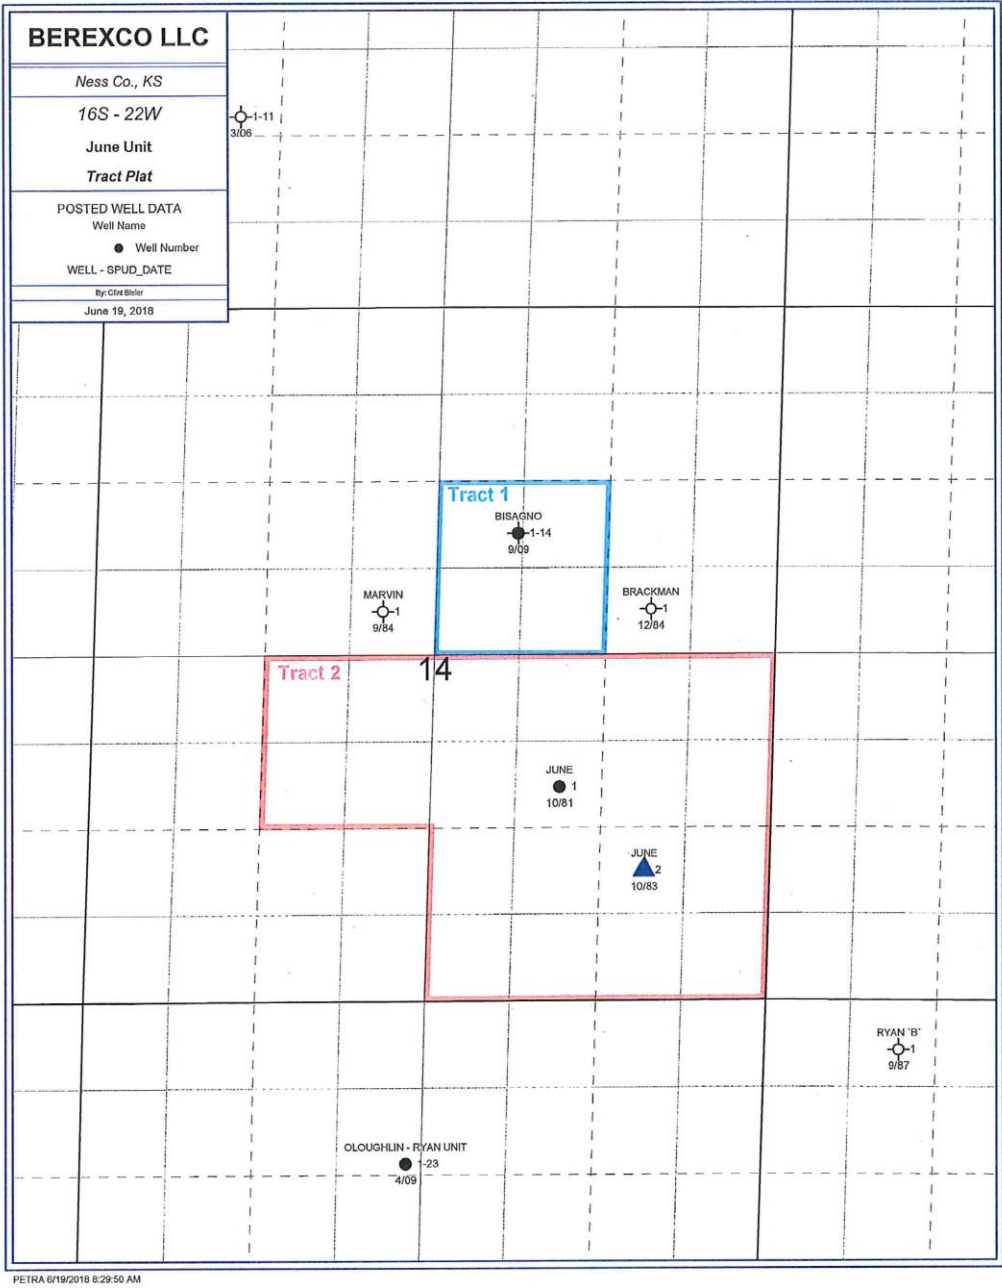 BEREXCO LLC
Ness Co., KS
16S - 22W
June Unit
Tract Plat
POSTED WELL DATA
Well Name
Well Number
WELL - SPUD_DATE
By: Clint
June 19, 2018
1-11
3/06
Tract 1
BISAGNO
1-14
9/09
MARVIN
1
9/84
BRACKMAN
1
12/84
Tract 2
14
JUNE
1
10/81
JUNE
2
10/83
RYAN 'B'
1
9/87
OLOUGHLIN - RYAN UNIT
1-23
4/09
PETRA 6/19/2018 8:29:50 AM